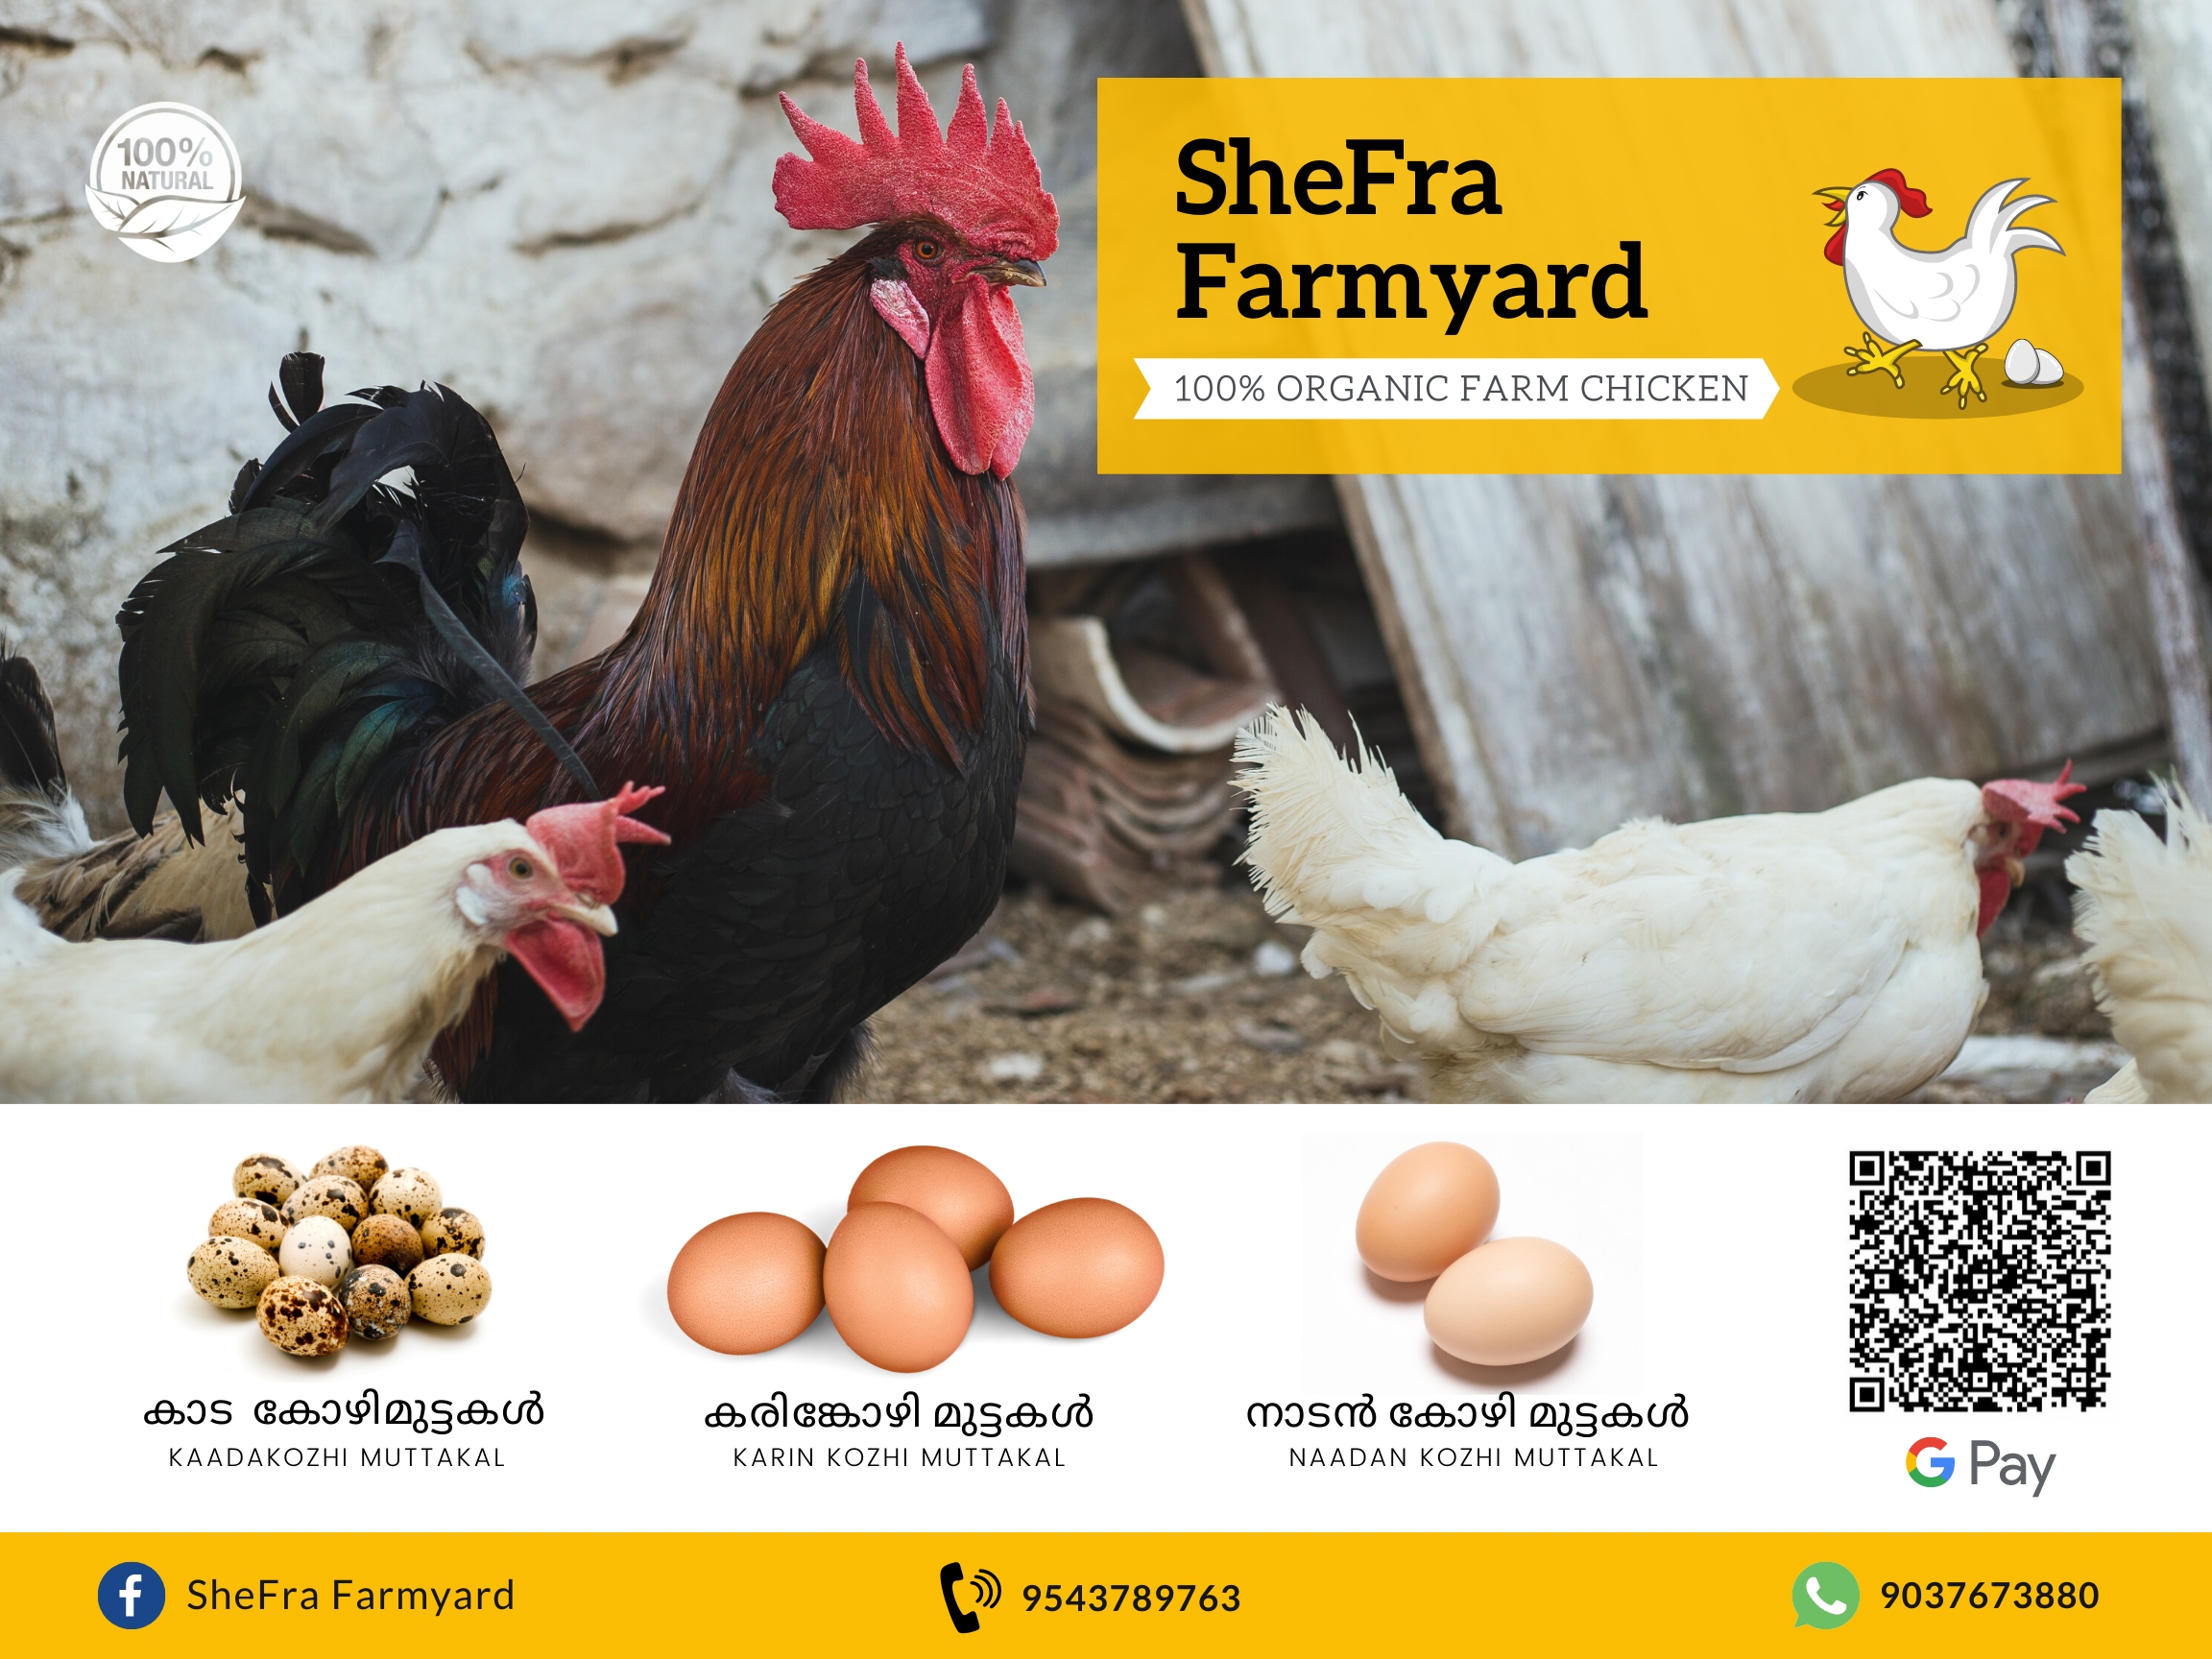 100%
NATURAL
SheFra
Farmyard
100% ORGANIC FARM CHICKEN
കാട കോഴിമുട്ടകൾ
KAADAKOZHI MUTTAKAL
കരിങ്കോഴി മുട്ടകൾ
KARIN KOZHI MUTTAKAL
നാടൻ കോഴി മുട്ടകൾ
NAADAN KOZHI MUTTAKAL
G Pay
SheFra Farmyard
9543789763
9037673880